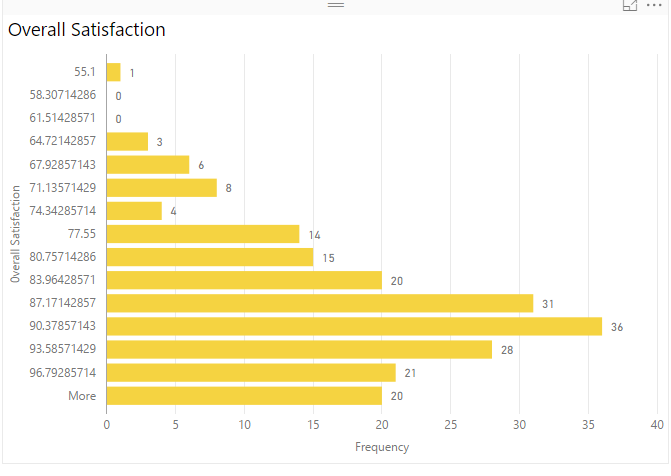 Overall Satisfaction
55.1 1
58.30714286 0
61.51428571 0
64.72142857 3
67.92857143 6
71.13571429 8
74.34285714 4
77.55 14
80.75714286 15
83.96428571 20
87.17142857 31
90.37857143 36
93.58571429 28
96.79285714 21
More 20
Overall Satisfaction
0 5 10 15 20 25 30 35 40
Frequency